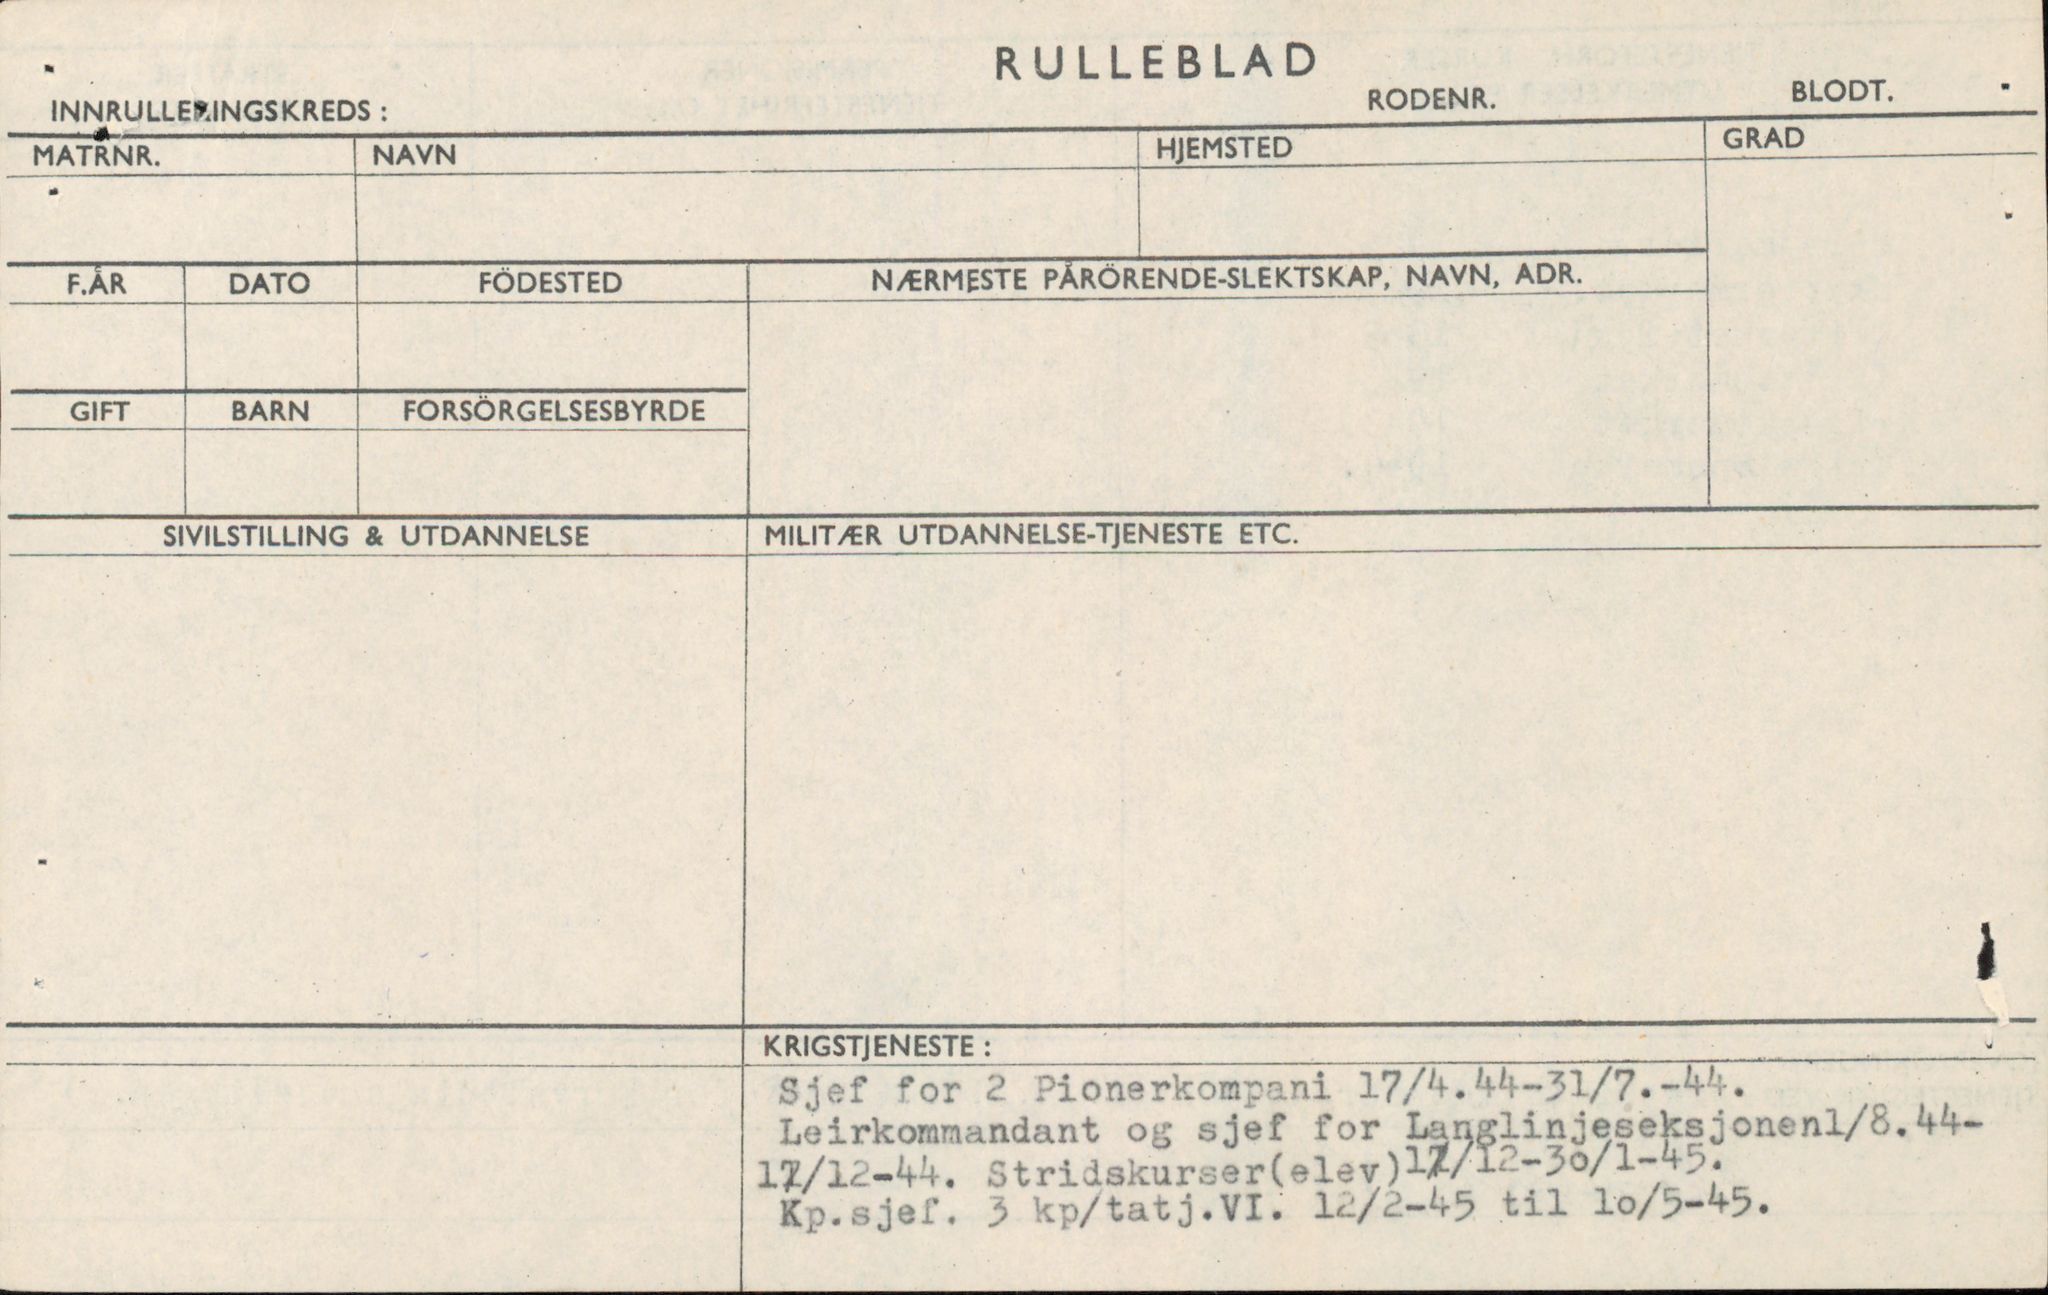 RULLEBLAD
INNRULLERINGSKREDS :
RODENR.
BLODT.
MATRNR.
NAVN
HJEMSTED
GRAD
F.ÅR
DATO
FÖDESTED
NÆRMESTE PÅRÖRENDE-SLEKTSKAP, NAVN, ADR.
GIFT
BARN
FORSÖRGELSESBYRDE
SIVILSTILLING & UTDANNELSE
MILITÆR UTDANNELSE-TJENESTE ETC.
KRIGSTJENESTE :
Sjef for 2 Pionerkompani 17/4.44-31/7.-44.
Leirkommandant og sjef for Langlinjeseksjonen1/8.44-
17/12-44. Stridskurser(elev)17/12-3o/1-45.
Kp.sjef. 3 kp/tatj.VI. 12/2-45 til lo/5-45.